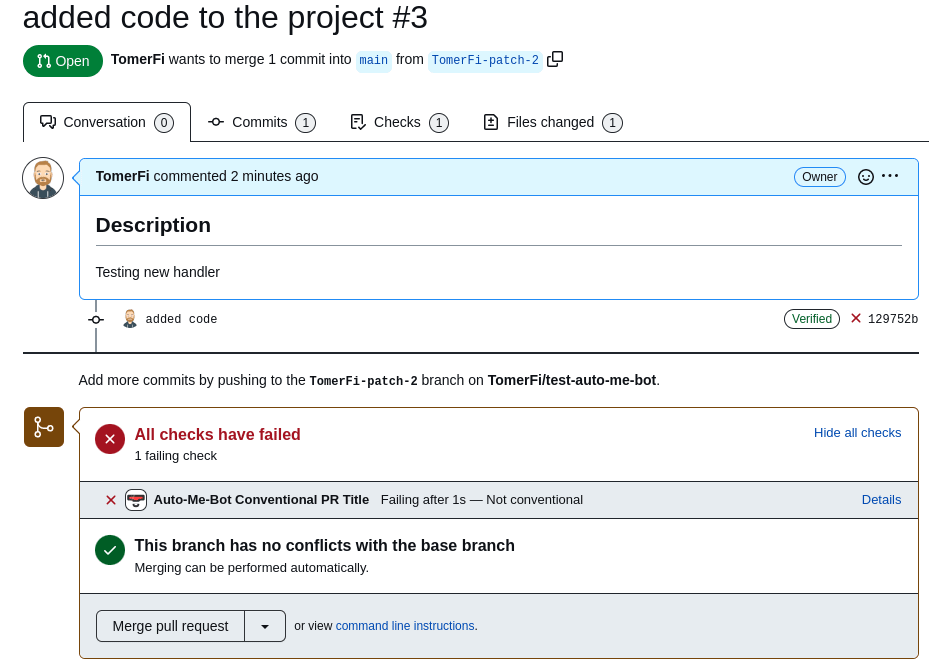 added code to the project #3
Open TomerFi wants to merge 1 commit into main from TomerFi-patch-2
Conversation 0 Commits 1 Checks 1 Files changed 1
TomerFi commented 2 minutes ago Owner
Description
Testing new handler
added code Verified 129752b
Add more commits by pushing to the TomerFi-patch-2 branch on TomerFi/test-auto-me-bot.
All checks have failed Hide all checks
1 failing check
Auto-Me-Bot Conventional PR Title Failing after 1s — Not conventional Details
This branch has no conflicts with the base branch
Merging can be performed automatically.
Merge pull request or view command line instructions.